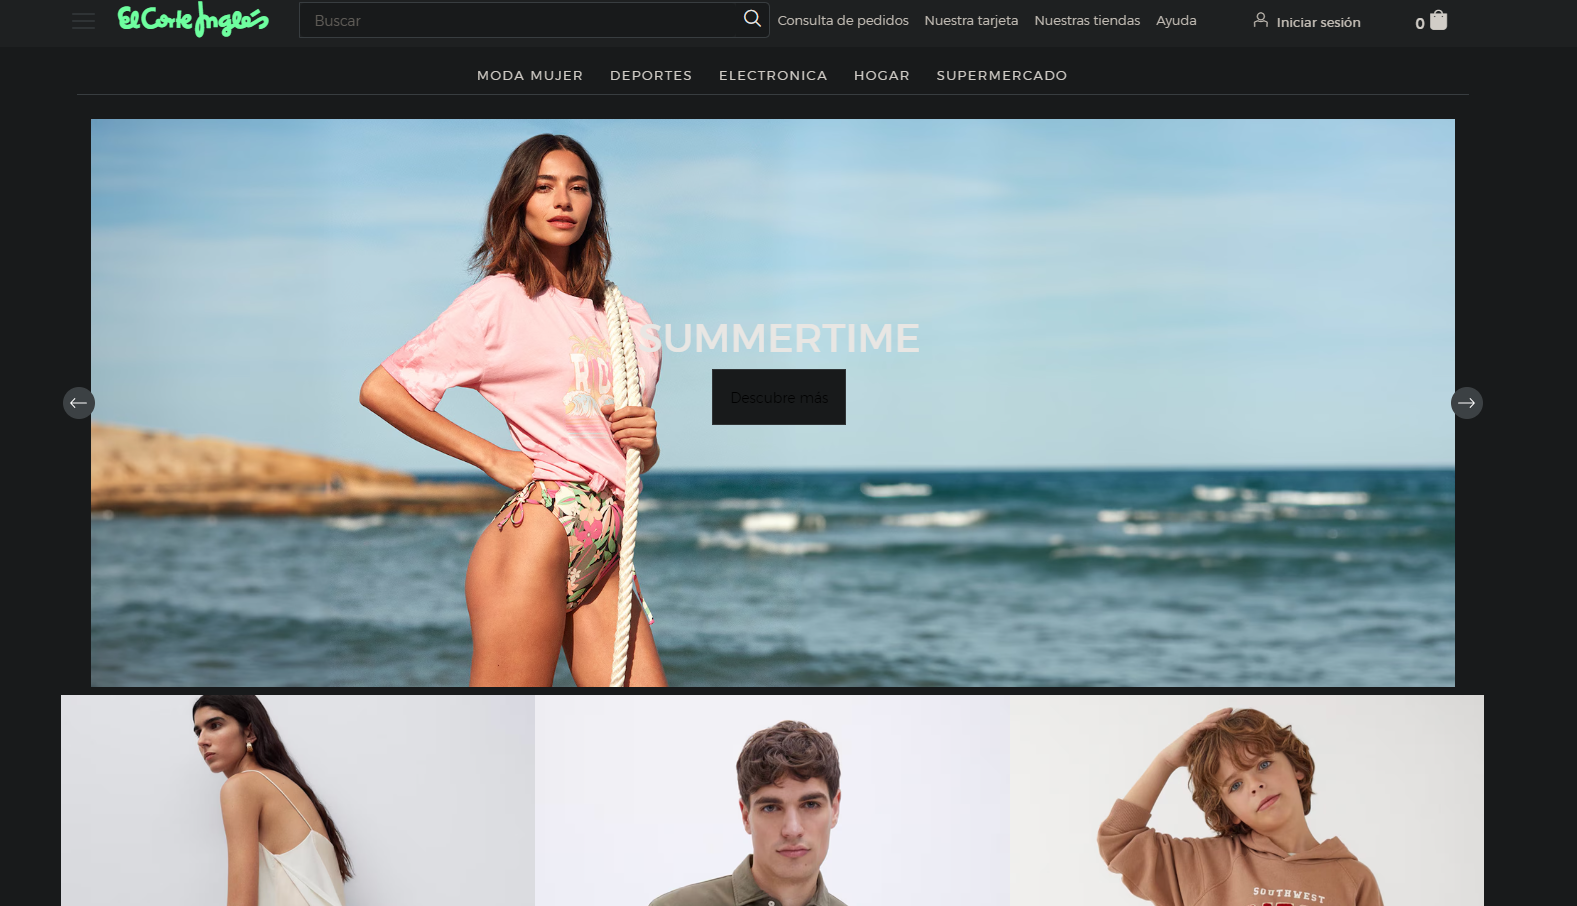 El Corte Inglés
Buscar
Consulta de pedidos
Nuestra tarjeta
Nuestras tiendas
Ayuda
Iniciar sesión
0
MODA MUJER
DEPORTES
ELECTRONICA
HOGAR
SUPERMERCADO
SUMMERTIME
Descubre más
SOUTHWEST